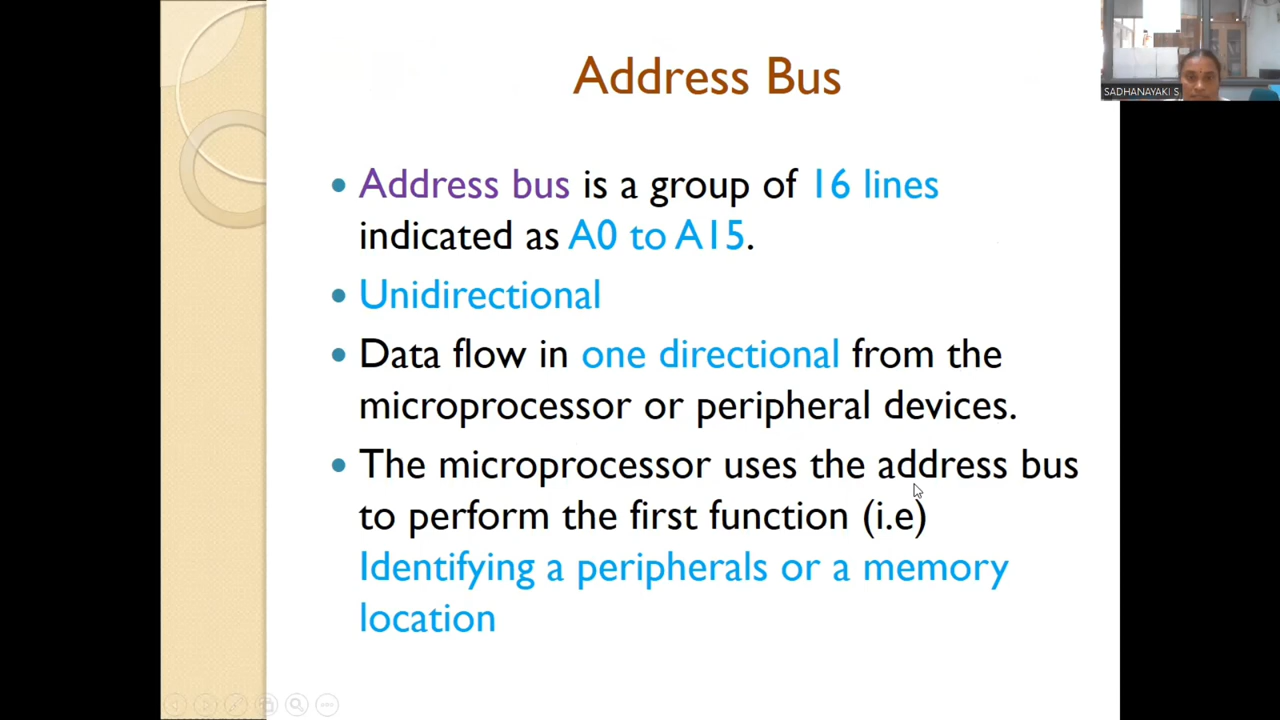 Address Bus
SADHANAYAKI S
• Address bus is a group of 16 lines
indicated as A0 to A15.
• Unidirectional
• Data flow in one directional from the
microprocessor or peripheral devices.
• The microprocessor uses the address bus
to perform the first function (i.e)
Identifying a peripherals or a memory
location